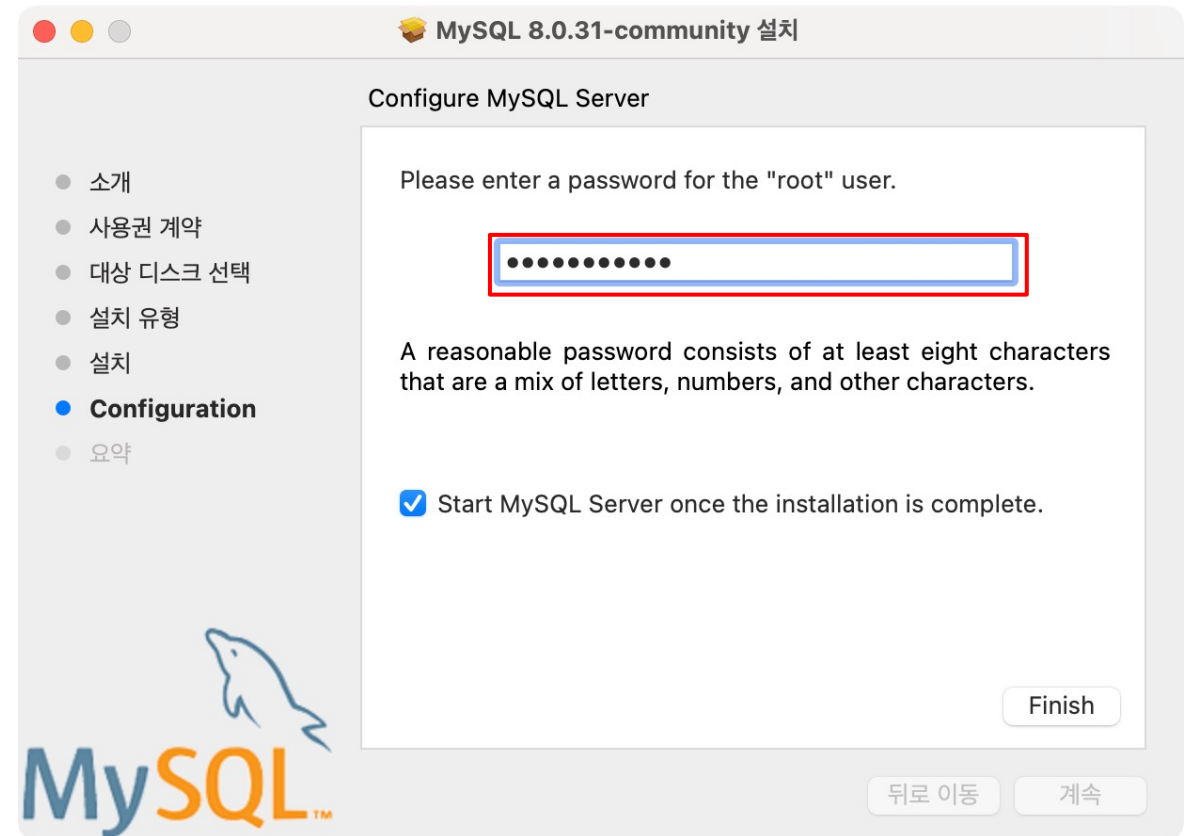 MySQL 8.0.31-community 설치
Configure MySQL Server
소개
사용권 계약
대상 디스크 선택
설치 유형
설치
Configuration
요약
Please enter a password for the "root" user.
•••••••••••
A reasonable password consists of at least eight characters
that are a mix of letters, numbers, and other characters.
Start MySQL Server once the installation is complete.
Finish
MySQL™
뒤로 이동
계속